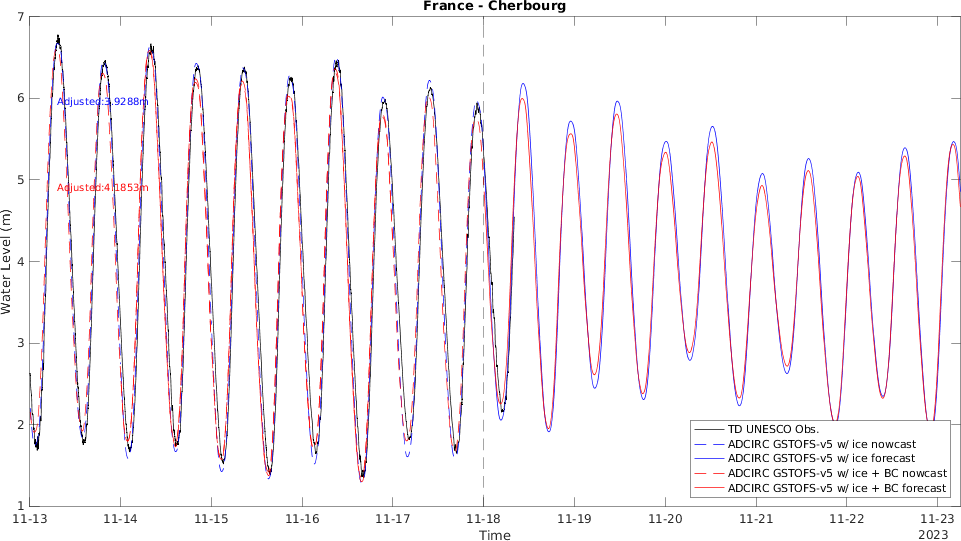 France - Cherbourg
7
6
5
4
3
2
1
Water Level (m)
Adjusted:3.9288m
Adjusted:4.1853m
TD UNESCO Obs.
ADCIRC GSTOFS-v5 w/ ice nowcast
ADCIRC GSTOFS-v5 w/ ice forecast
ADCIRC GSTOFS-v5 w/ ice + BC nowcast
ADCIRC GSTOFS-v5 w/ ice + BC forecast
11-13 11-14 11-15 11-16 11-17 11-18 11-19 11-20 11-21 11-22 11-23
Time
2023